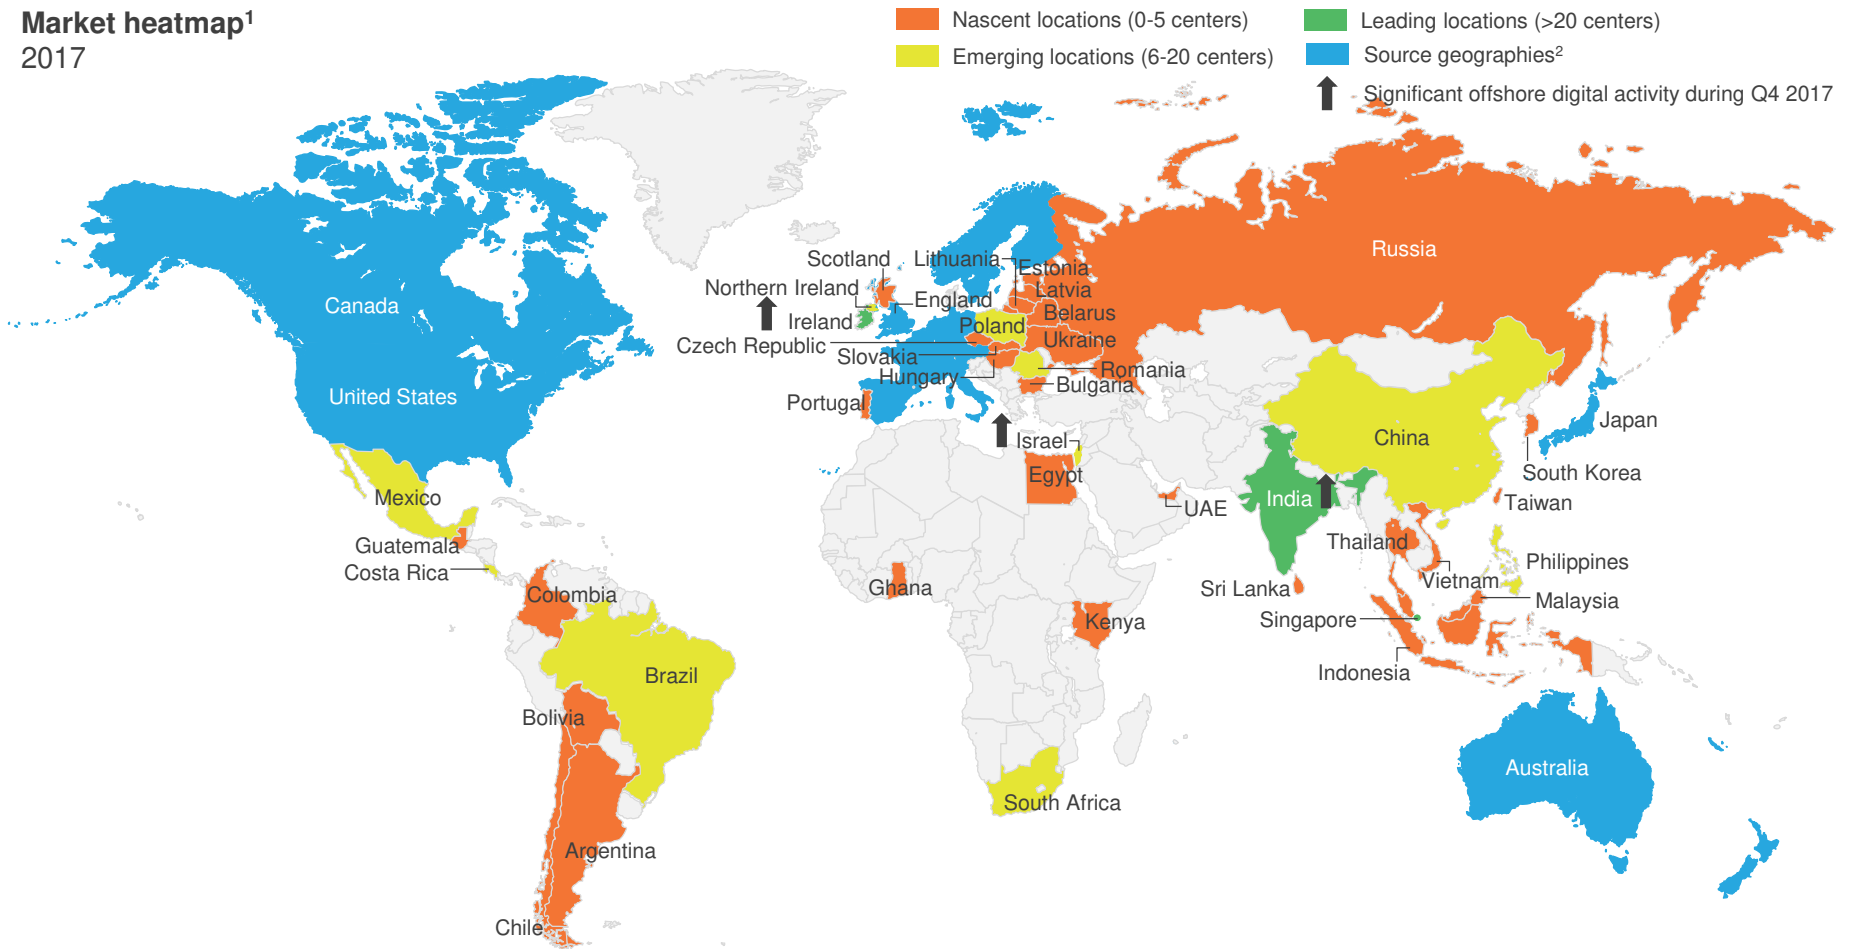 Market heatmap¹
2017
Nascent locations (0-5 centers)
Emerging locations (6-20 centers)
Leading locations (>20 centers)
Source geographies²
Significant offshore digital activity during Q4 2017
Canada
United States
Mexico
Guatemala
Costa Rica
Colombia
Brazil
Bolivia
Argentina
Chile
Scotland
Northern Ireland
Ireland
England
Lithuania
Estonia
Latvia
Belarus
Poland
Ukraine
Czech Republic
Slovakia
Hungary
Romania
Bulgaria
Portugal
Russia
Israel
Egypt
UAE
Ghana
Kenya
South Africa
China
India
Japan
South Korea
Taiwan
Thailand
Vietnam
Philippines
Sri Lanka
Malaysia
Singapore
Indonesia
Australia